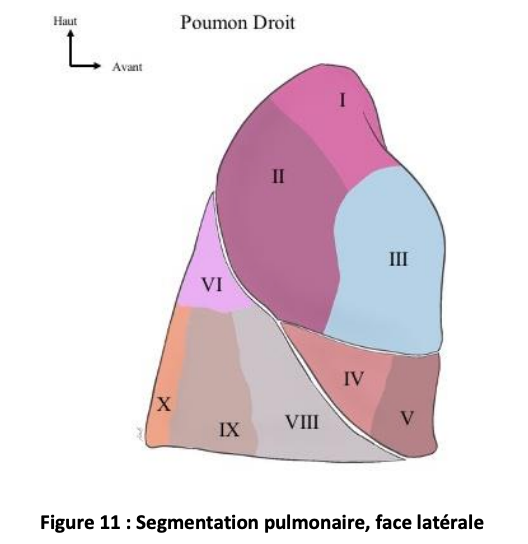 Haut
Poumon Droit
Avant
I
II
III
VI
IV
X
V
VIII
IX
Figure 11 : Segmentation pulmonaire, face latérale